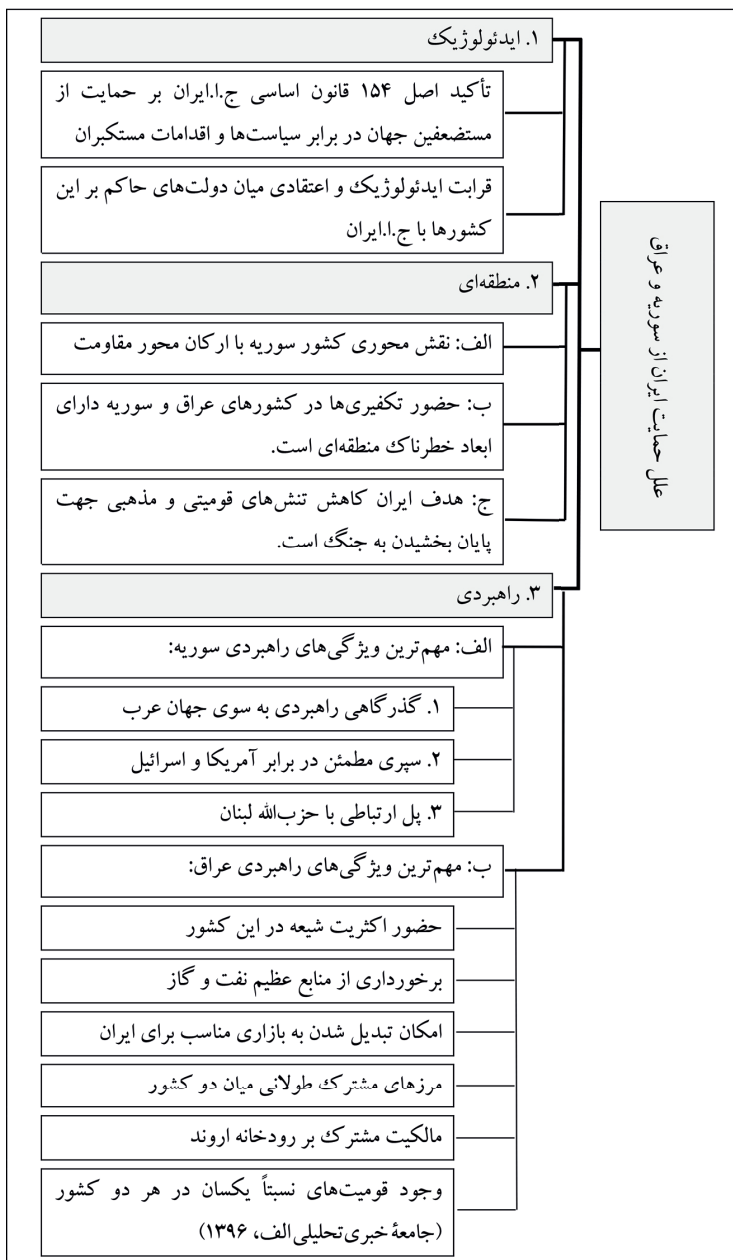 علل حمایت ایران از سوریه و عراق
۱. ایدئولوژیک
تأکید اصل ۱۵۴ قانون اساسی ج.ا.ایران بر حمایت از
مستضعفین جهان در برابر سیاست‌ها و اقدامات مستکبران
قرابت ایدئولوژیک و اعتقادی میان دولت‌های حاکم بر این
کشورها با ج.ا.ایران
۲. منطقه‌ای
الف: نقش محوری کشور سوریه با ارکان محور مقاومت
ب: حضور تکفیری‌ها در کشورهای عراق و سوریه دارای
ابعاد خطرناک منطقه‌ای است.
ج: هدف ایران کاهش تنش‌های قومیتی و مذهبی جهت
پایان بخشیدن به جنگ است.
۳. راهبردی
الف: مهم‌ترین ویژگی‌های راهبردی سوریه:
۱. گذرگاهی راهبردی به سوی جهان عرب
۲. سپری مطمئن در برابر آمریکا و اسرائیل
۳. پل ارتباطی با حزب‌الله لبنان
ب: مهم‌ترین ویژگی‌های راهبردی عراق:
حضور اکثریت شیعه در این کشور
برخورداری از منابع عظیم نفت و گاز
امکان تبدیل شدن به بازاری مناسب برای ایران
مرزهای مشترک طولانی میان دو کشور
مالکیت مشترک بر رودخانه اروند
وجود قومیت‌های نسبتاً یکسان در هر دو کشور
(جامعهٔ خبری تحلیلی الف، ۱۳۹۶)